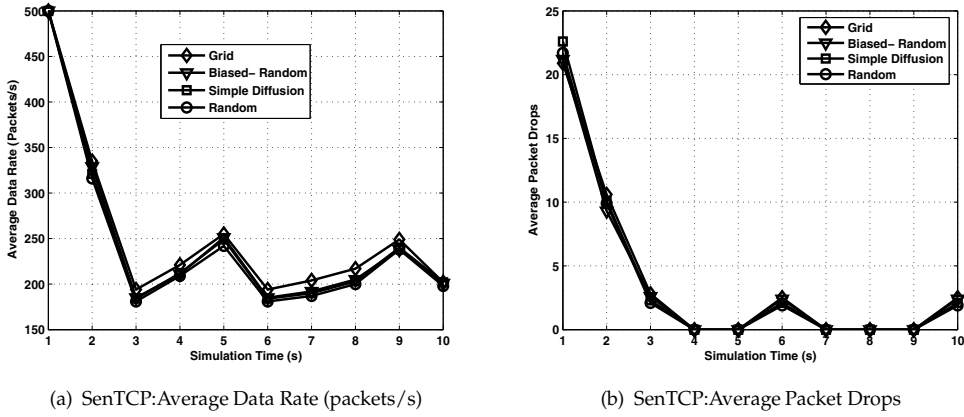 500
450
400
350
300
250
200
150
Average Data Rate (Packets/s)
Grid
Biased− Random
Simple Diffusion
Random
1 2 3 4 5 6 7 8 9 10
Simulation Time (s)
(a) SenTCP:Average Data Rate (packets/s)
25
20
15
10
5
0
Average Packet Drops
Grid
Biased− Random
Simple Diffusion
Random
1 2 3 4 5 6 7 8 9 10
Simulation Time (s)
(b) SenTCP:Average Packet Drops